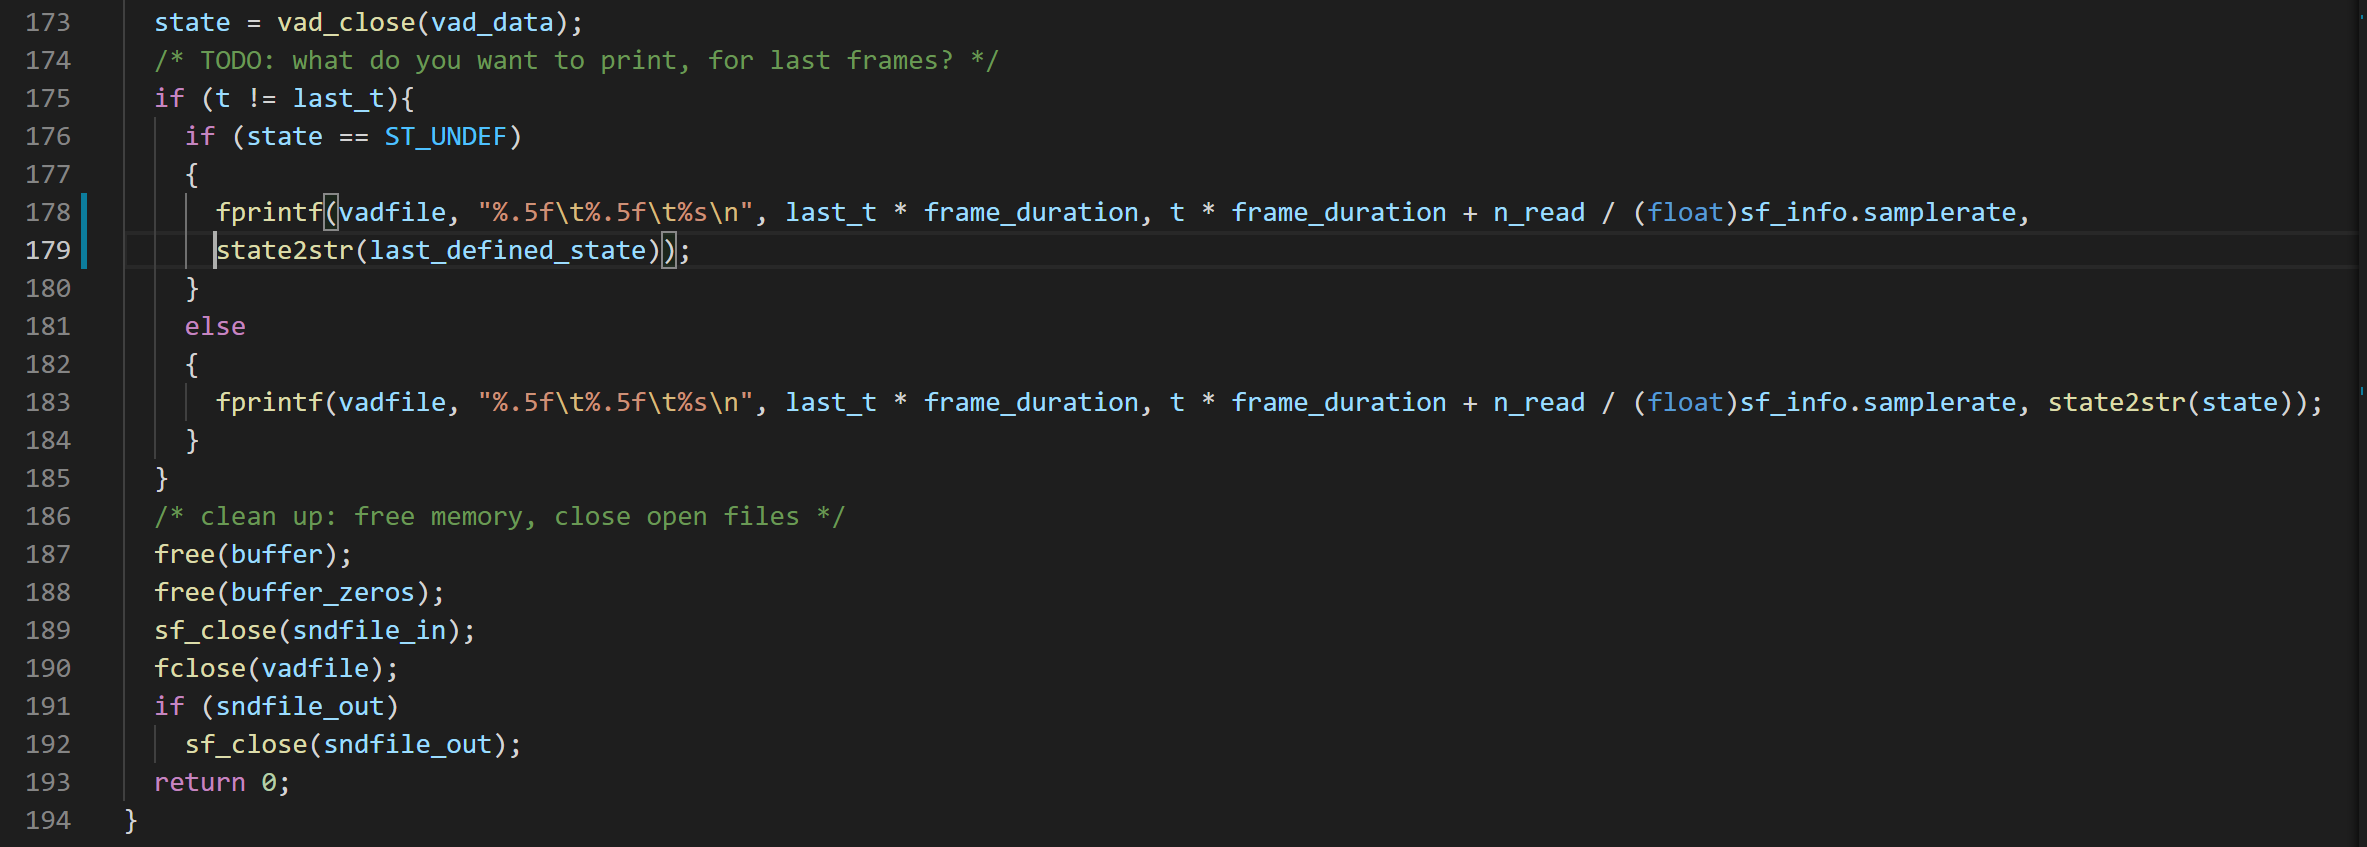 173 state = vad_close(vad_data);
174 /* TODO: what do you want to print, for last frames? */
175 if (t != last_t){
176 if (state == ST_UNDEF)
177 {
178 fprintf(vadfile, "%.5f\t%.5f\t%s\n", last_t * frame_duration, t * frame_duration + n_read / (float)sf_info.samplerate,
179 state2str(last_defined_state));
180 }
181 else
182 {
183 fprintf(vadfile, "%.5f\t%.5f\t%s\n", last_t * frame_duration, t * frame_duration + n_read / (float)sf_info.samplerate, state2str(state));
184 }
185 }
186 /* clean up: free memory, close open files */
187 free(buffer);
188 free(buffer_zeros);
189 sf_close(sndfile_in);
190 fclose(vadfile);
191 if (sndfile_out)
192 sf_close(sndfile_out);
193 return 0;
194 }